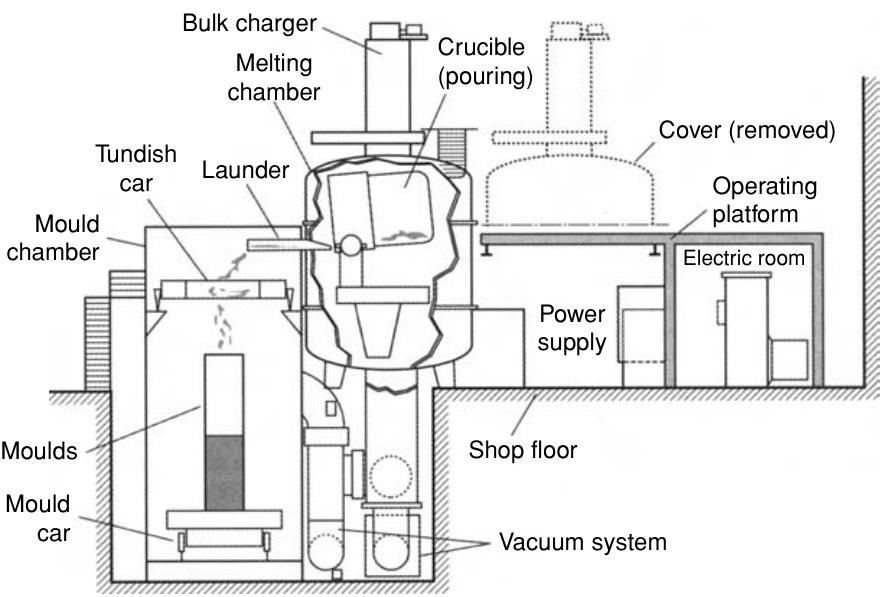 Bulk charger
Crucible
(pouring)
Melting
chamber
Cover (removed)
Tundish
car
Launder
Operating
platform
Mould
chamber
Electric room
Power
supply
Shop floor
Moulds
Mould
car
Vacuum system